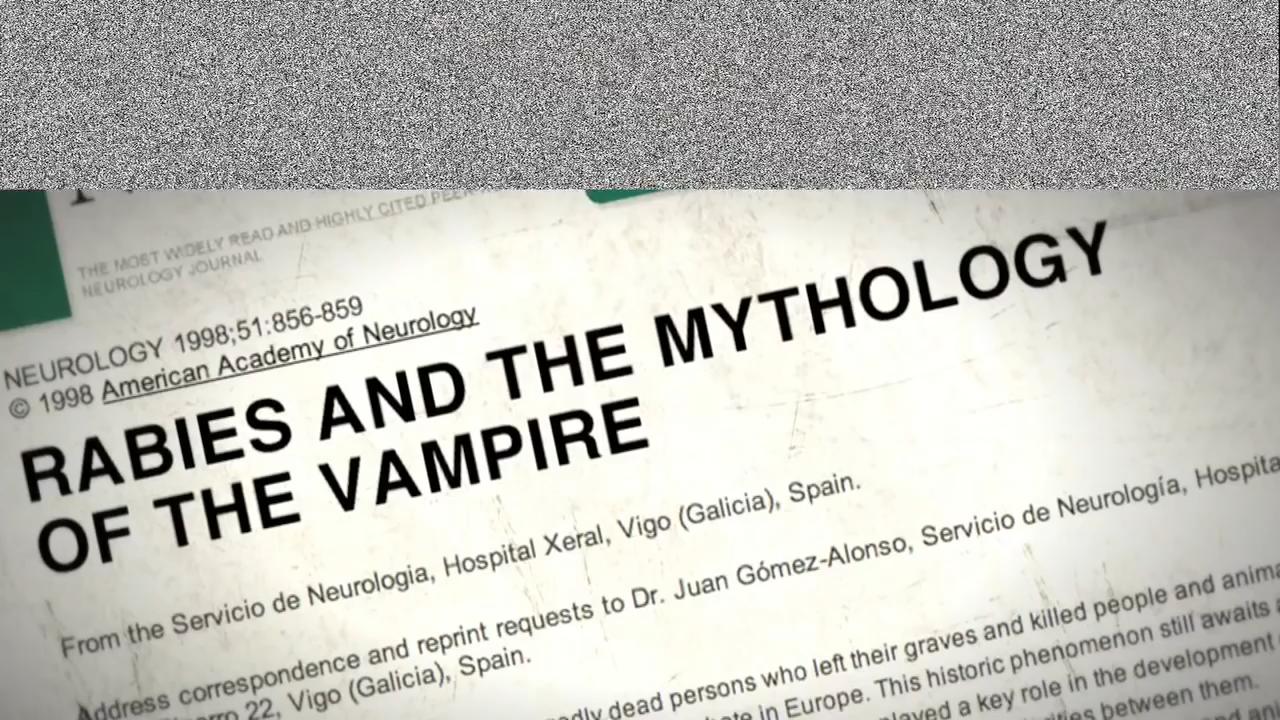 THE MOST WIDELY READ AND HIGHLY CITED
NEUROLOGY JOURNAL
NEUROLOGY 1998;51:856-859
© 1998 American Academy of Neurology
RABIES AND THE MYTHOLOGY
OF THE VAMPIRE
From the Servicio de Neurologia, Hospital Xeral, Vigo (Galicia), Spain.
Address correspondence and reprint requests to Dr. Juan Gómez-Alonso, Servicio de Neurología,
22, Vigo (Galicia), Spain.
dead persons who left their graves and killed people and
in Europe. This historic phenomenon still awaits
a key role in the development
between them.